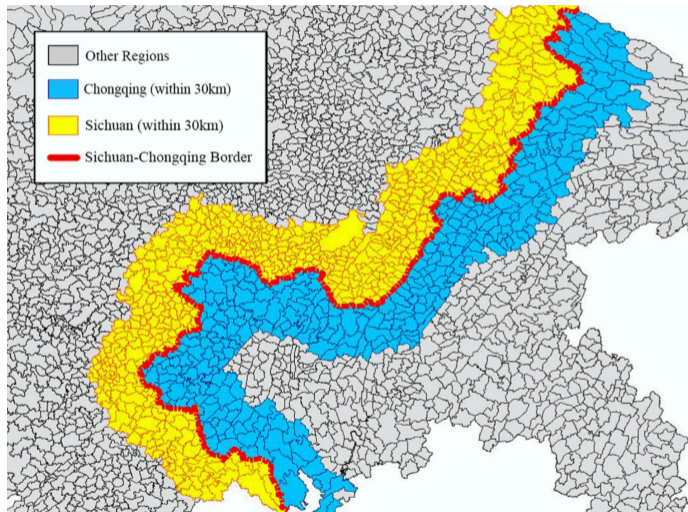 Other Regions
Chongqing (within 30km)
Sichuan (within 30km)
Sichuan-Chongqing Border